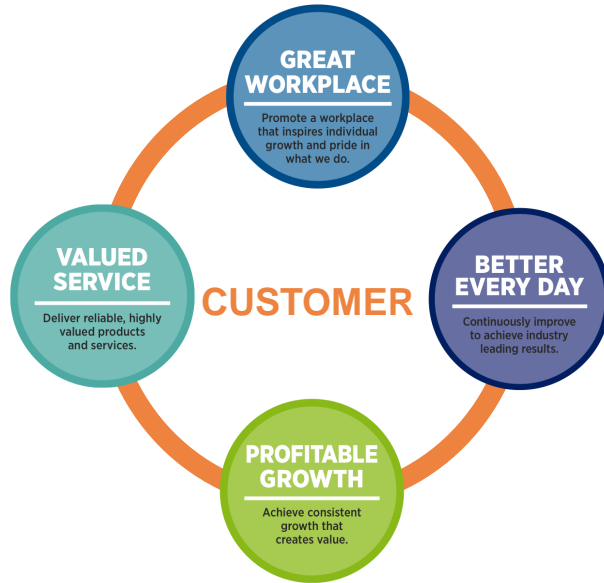 GREAT
WORKPLACE
Promote a workplace
that inspires individual
growth and pride in
what we do.
VALUED
SERVICE
Deliver reliable, highly
valued products
and services.
CUSTOMER
BETTER
EVERY DAY
Continuously improve
to achieve industry
leading results.
PROFITABLE
GROWTH
Achieve consistent
growth that
creates value.